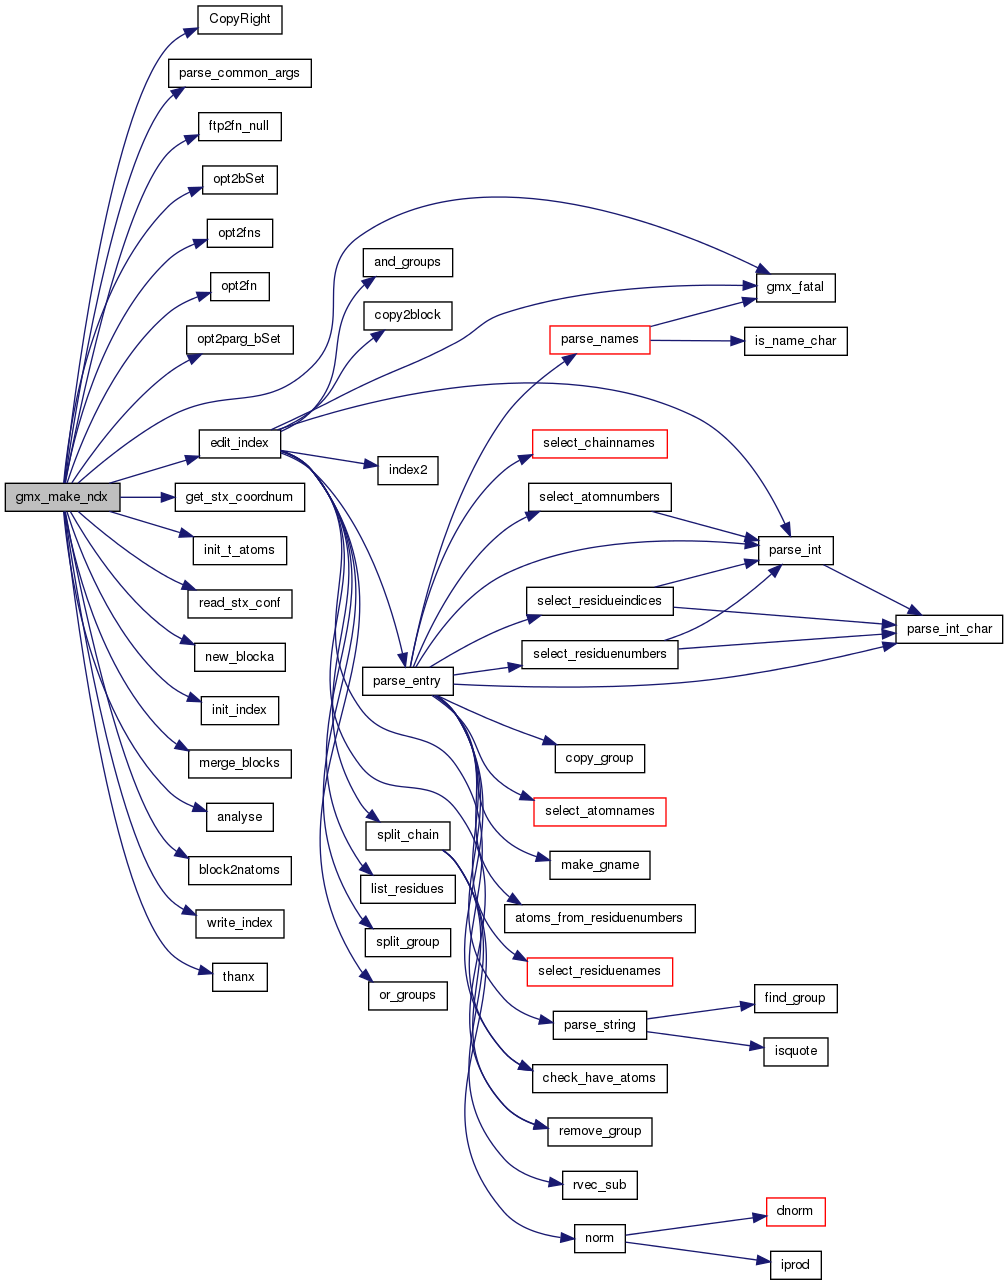 CopyRight
parse_common_args
ftp2fn_null
opt2bSet
opt2fns
opt2fn
opt2parg_bSet
edit_index
gmx_make_ndx
get_stx_coordnum
init_t_atoms
read_stx_conf
new_blocka
init_index
merge_blocks
analyse
block2natoms
write_index
thanx
and_groups
copy2block
index2
parse_entry
split_chain
list_residues
split_group
or_groups
parse_names
select_chainnames
select_atomnumbers
select_residueindices
select_residuenumbers
copy_group
select_atomnames
make_gname
atoms_from_residuenumbers
select_residuenames
parse_string
check_have_atoms
remove_group
rvec_sub
norm
gmx_fatal
is_name_char
parse_int
parse_int_char
find_group
isquote
dnorm
iprod